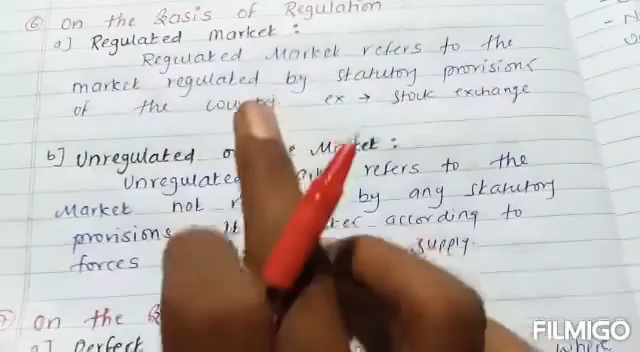 ⑥ On the Basis of Regulation
a] Regulated market :
Regulated Market refers to the
market regulated by statutory provisions
of the country. ex → stock exchange
b] Unregulated Market :
Unregulated refers to the
Market not by any statutory
provisions according to
forces supply.
On the
a] Perfect where
FILMIGO